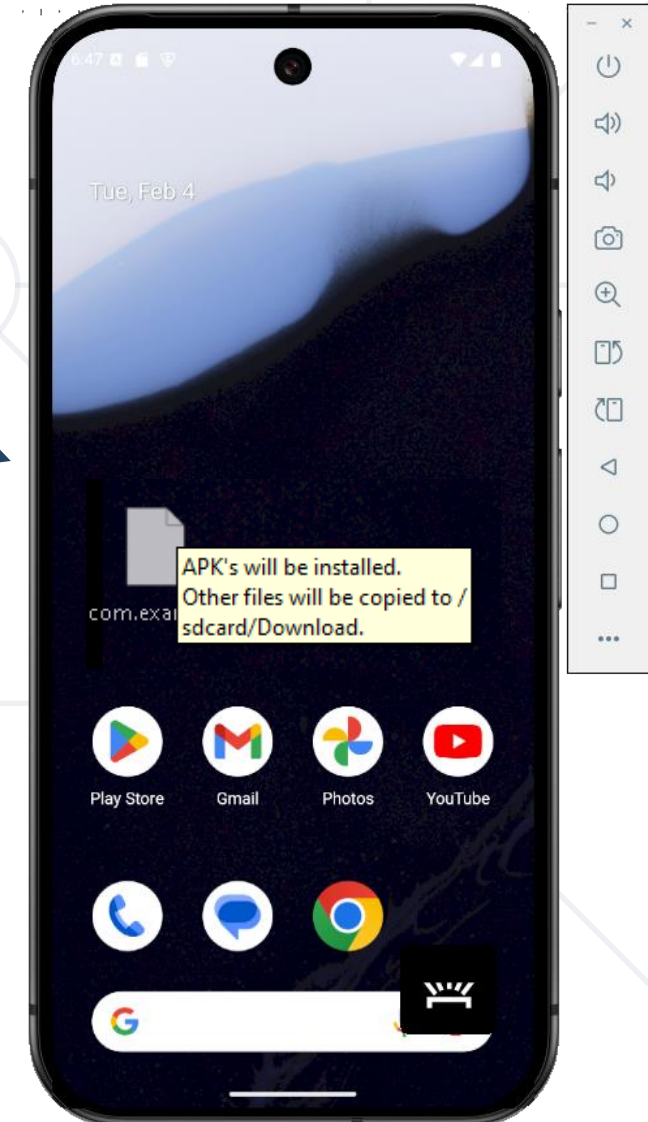 6:47
Tue, Feb 4
APK's will be installed.
Other files will be copied to /
sdcard/Download.
com.exa
Play Store
Gmail
Photos
YouTube
G